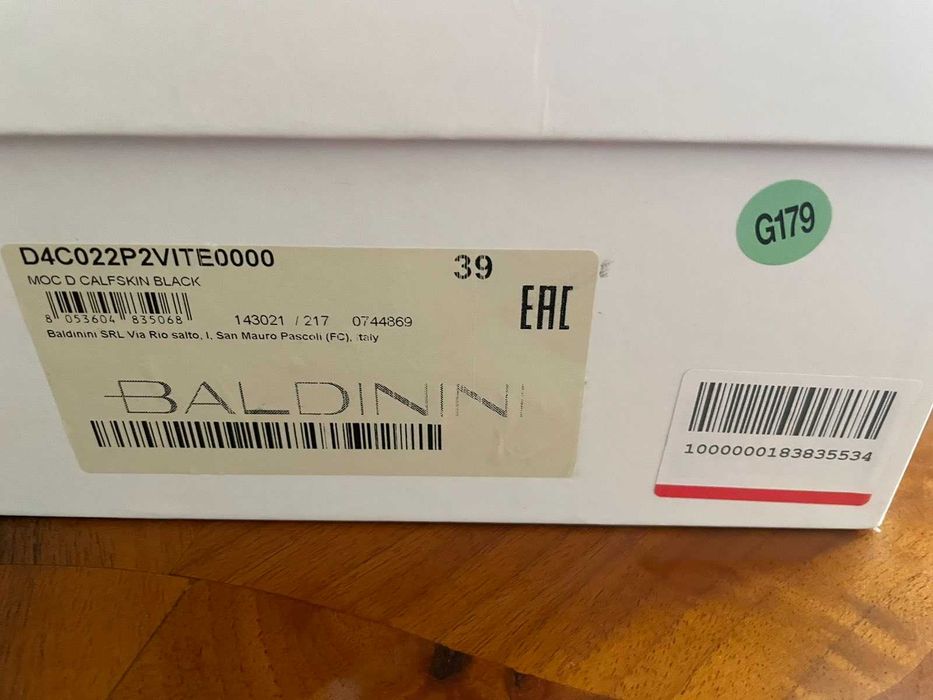 G179
D4C022P2VITE0000 39
MOC D CALFSKIN BLACK
EAC
8 053604 835068 143021 / 217 0744869
Baldinini SRL Via Rio salto, I, San Mauro Pascoli (FC), Italy
BALDININI
1000000183835534